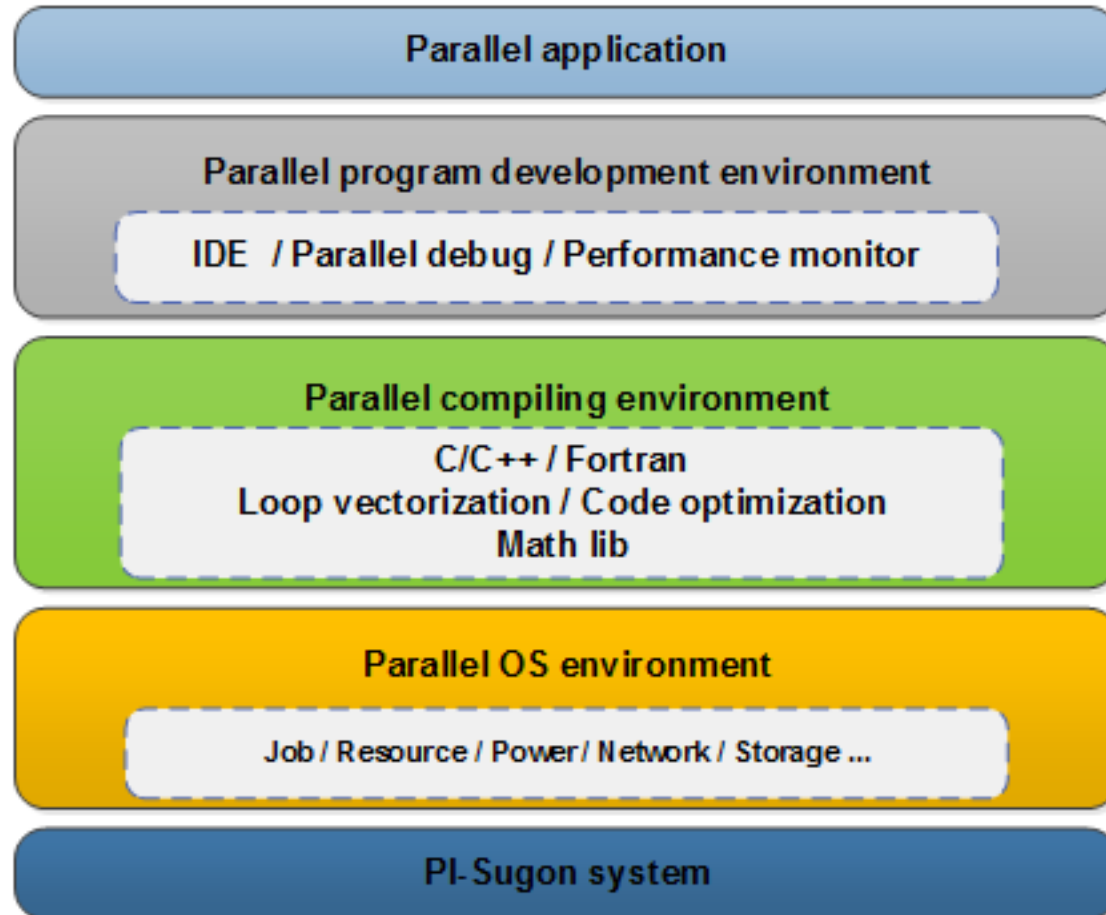 Parallel application
Parallel program development environment
IDE / Parallel debug / Performance monitor
Parallel compiling environment
C/C++ / Fortran
Loop vectorization / Code optimization
Math lib
Parallel OS environment
Job / Resource / Power / Network / Storage ...
PI-Sugon system